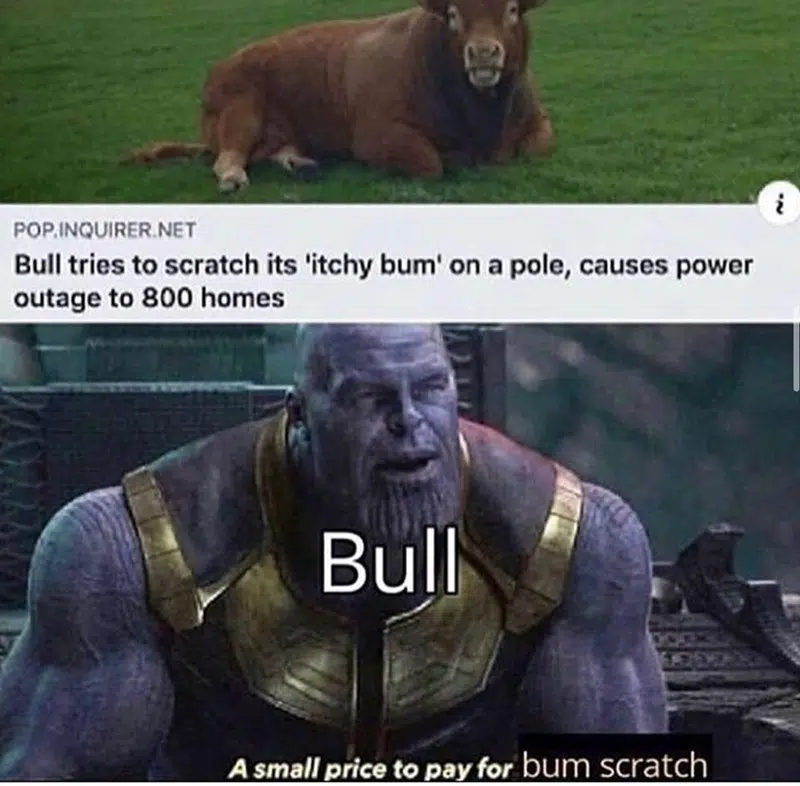 i
POP.INQUIRER.NET
Bull tries to scratch its 'itchy bum' on a pole, causes power
outage to 800 homes
Bull
A small price to pay for bum scratch